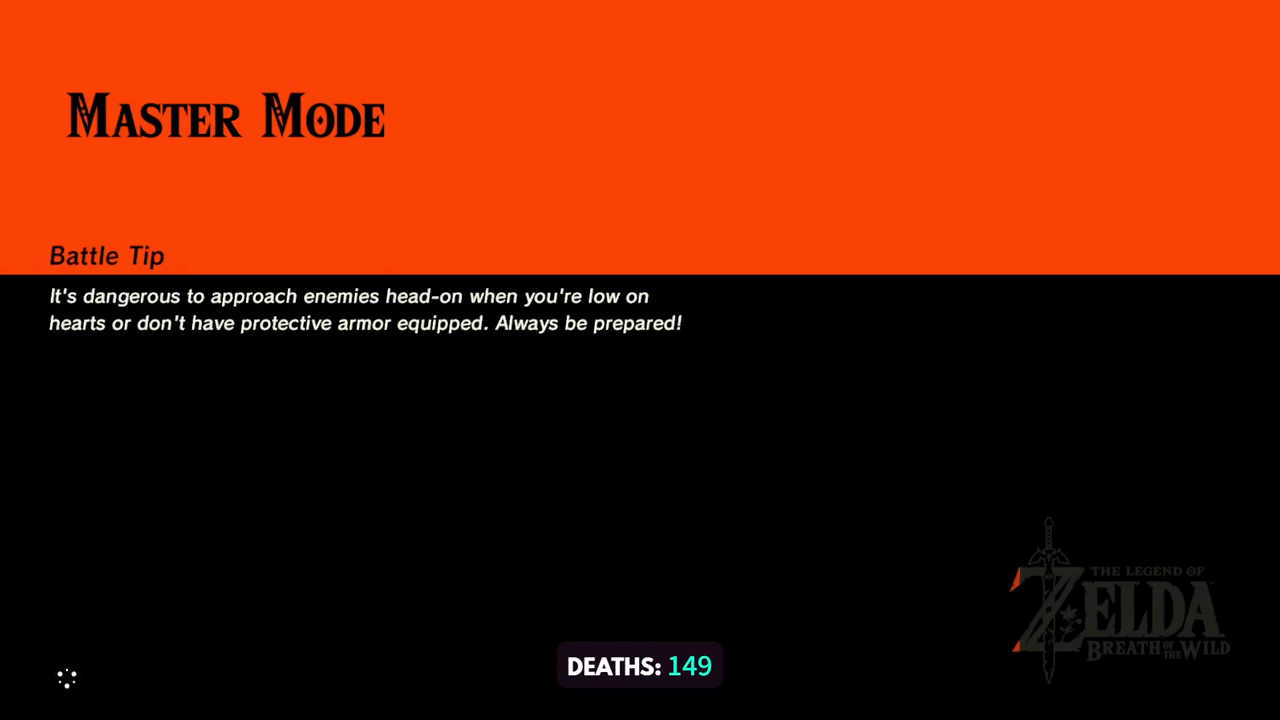 Master Mode
Battle Tip
It's dangerous to approach enemies head-on when you're low on
hearts or don't have protective armor equipped. Always be prepared!
THE LEGEND OF
ZELDA
BREATH OF THE WILD
DEATHS: 149